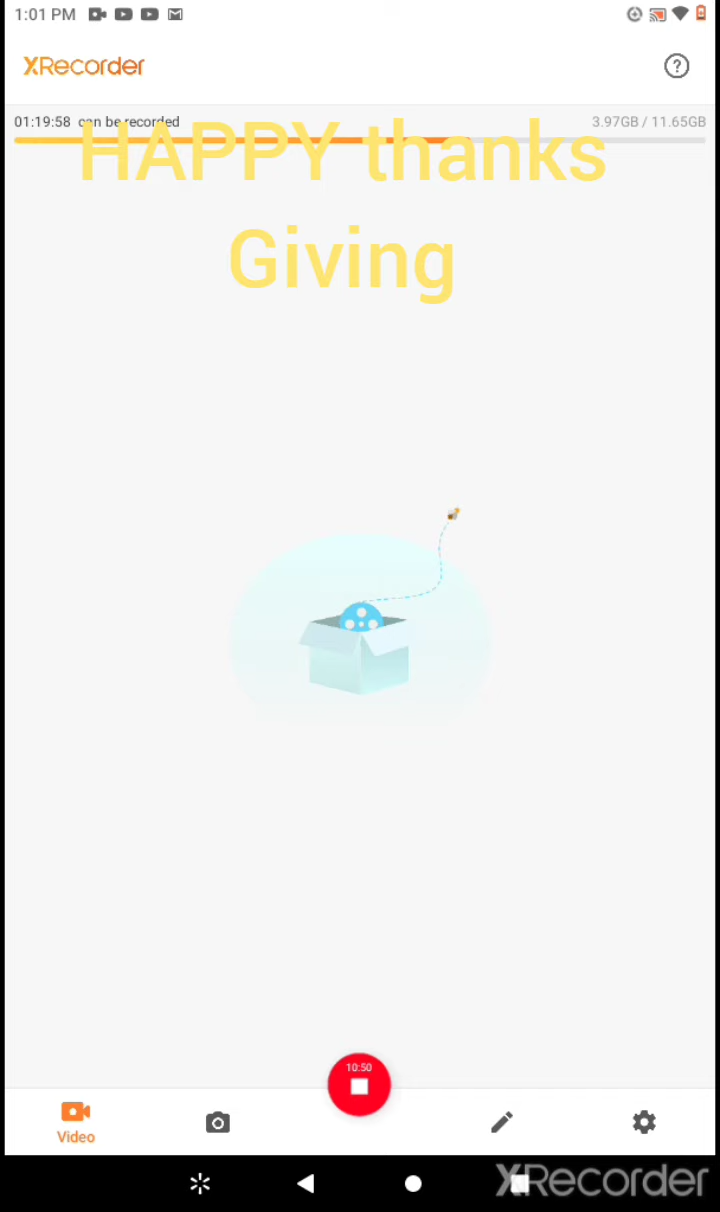 1:01 PM
XRecorder
01:19:58 can be recorded 3.97GB / 11.65GB
HAPPY thanks
Giving
10:50
Video
XRecorder